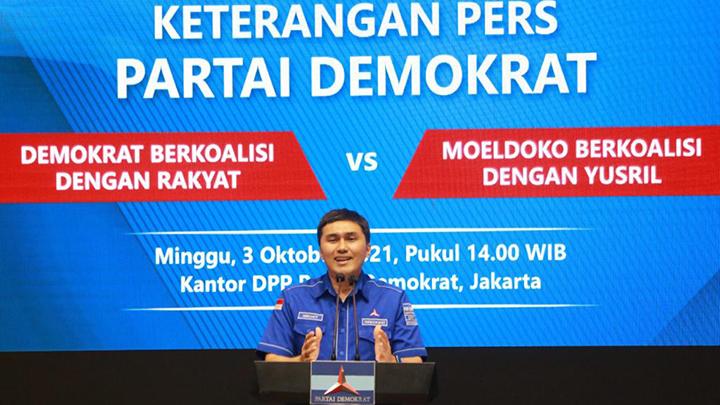 KETERANGAN PERS
PARTAI DEMOKRAT
DEMOKRAT BERKOALISI
DENGAN RAKYAT
VS
MOELDOKO BERKOALISI
DENGAN YUSRIL
Minggu, 3 Oktob 21, Pukul 14.00 WIB
Kantor DPP P emokrat, Jakarta
PARTAI DEMOKRAT